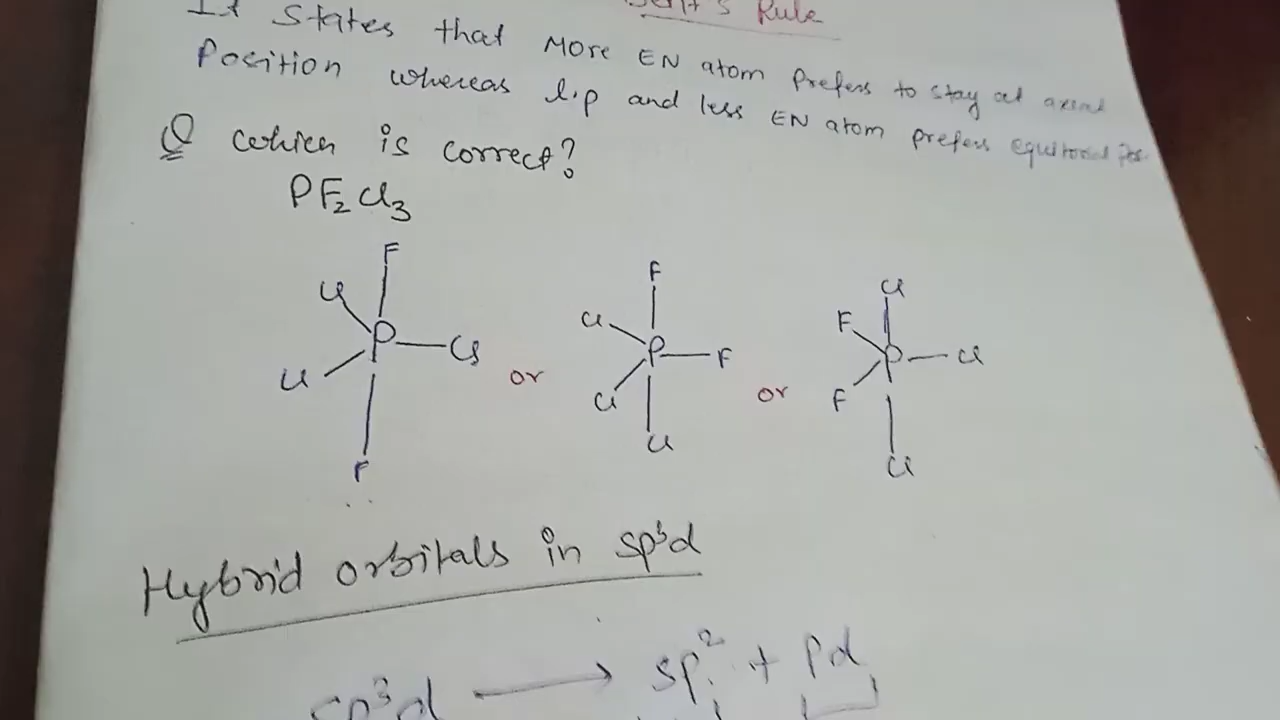 Bent's Rule
It states that More EN atom Prefers to stay at axial
Position whereas l.p and less EN atom prefers equitorial
Q which is correct?
PF₂Cl₃
F
Cl
P
Cl
Cl
F
or
F
Cl
P
F
Cl
Cl
or
Cl
F
P
Cl
F
Cl
Hybrid orbitals in sp³d
sp³d → sp² + pd